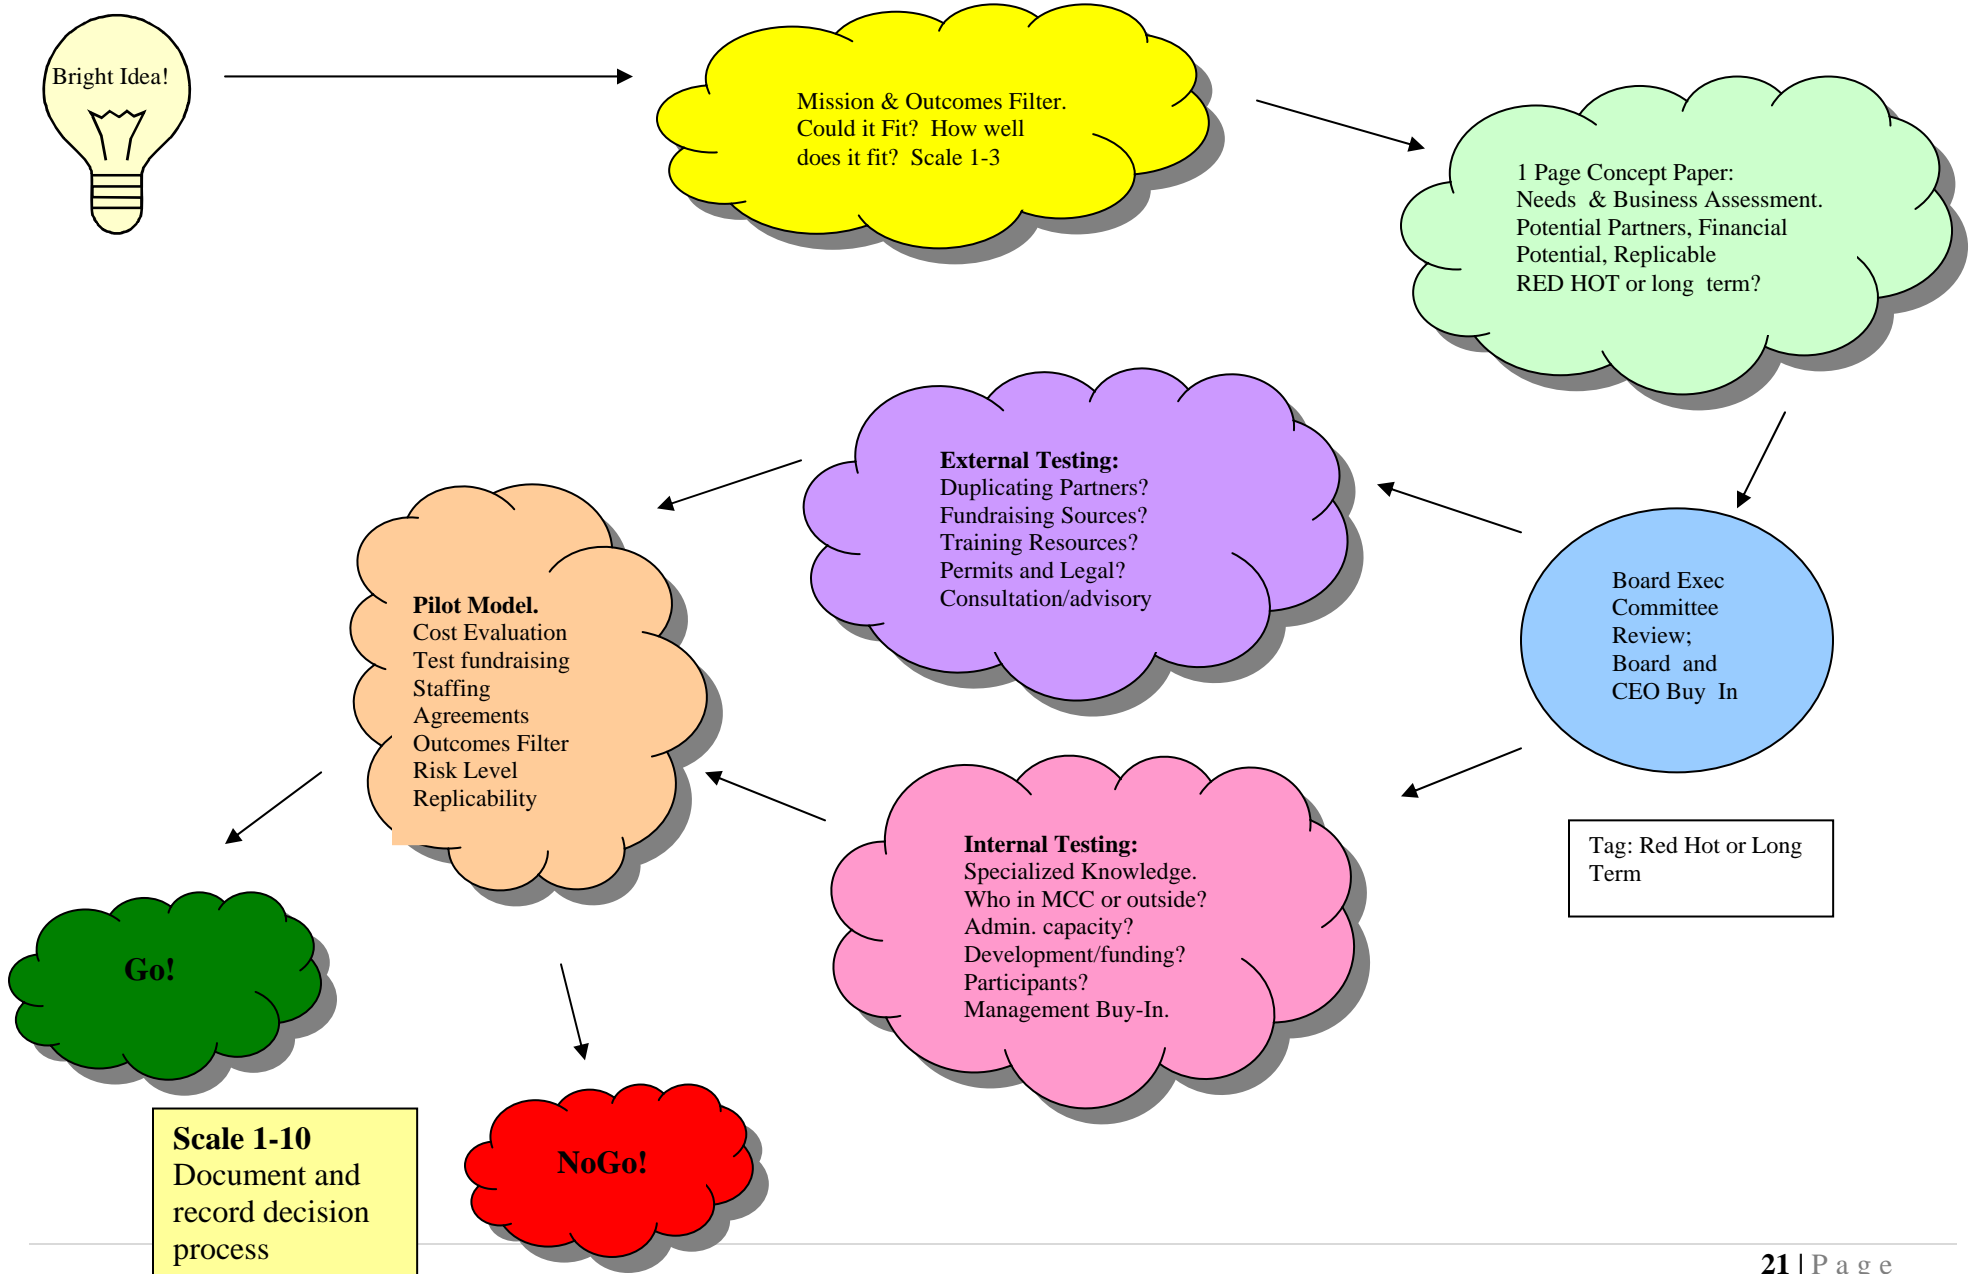 Bright Idea!
Mission & Outcomes Filter.
Could it Fit? How well
does it fit? Scale 1-3
1 Page Concept Paper:
Needs & Business Assessment.
Potential Partners, Financial
Potential, Replicable
RED HOT or long term?
Board Exec
Committee
Review;
Board and
CEO Buy In
Tag: Red Hot or Long
Term
External Testing:
Duplicating Partners?
Fundraising Sources?
Training Resources?
Permits and Legal?
Consultation/advisory
Internal Testing:
Specialized Knowledge.
Who in MCC or outside?
Admin. capacity?
Development/funding?
Participants?
Management Buy-In.
Pilot Model.
Cost Evaluation
Test fundraising
Staffing
Agreements
Outcomes Filter
Risk Level
Replicability
Go!
NoGo!
Scale 1-10
Document and
record decision
process
21 | Page